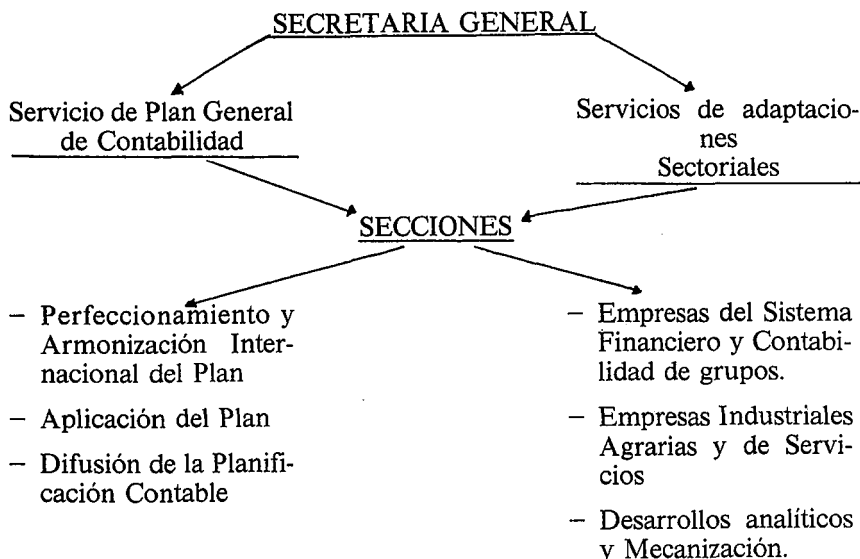 SECRETARIA GENERAL
Servicio de Plan General
de Contabilidad
Servicios de adaptacio-
nes
Sectoriales
SECCIONES
– Perfeccionamiento y
Armonización Inter-
nacional del Plan
– Aplicación del Plan
– Difusión de la Planifi-
cación Contable
– Empresas del Sistema
Financiero y Contabi-
lidad de grupos.
– Empresas Industriales
Agrarias y de Servi-
cios
– Desarrollos analíticos
y Mecanización.